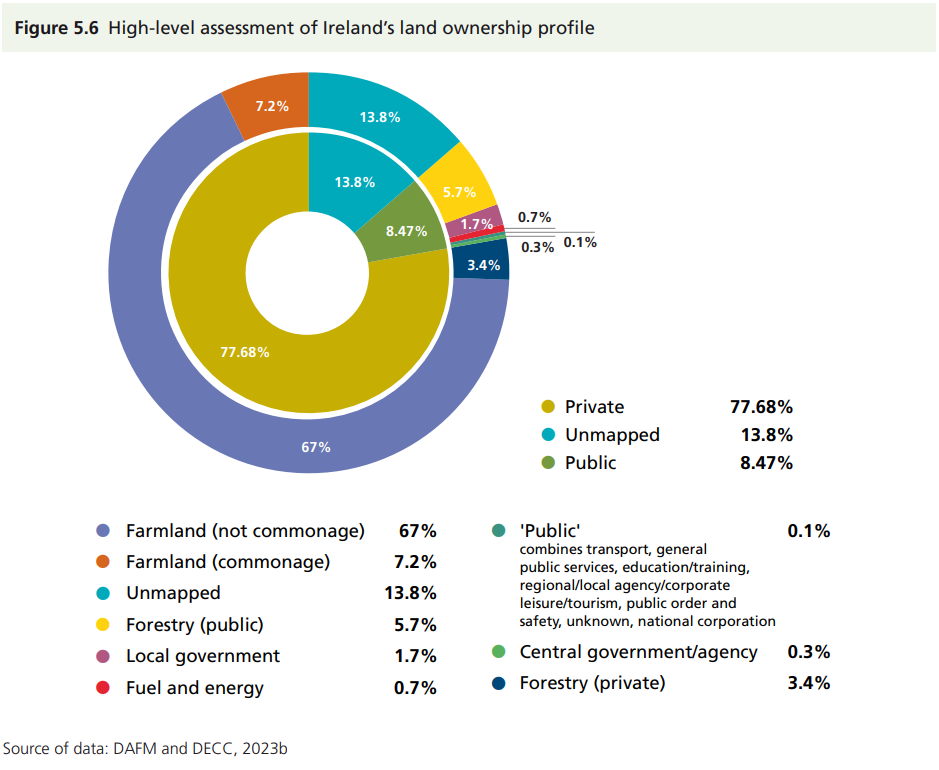 Figure 5.6 High-level assessment of Ireland's land ownership profile
7.2%
13.8%
13.8%
5.7%
8.47%
1.7%
0.7%
0.3%
0.1%
3.4%
77.68%
67%
Private 77.68%
Unmapped 13.8%
Public 8.47%
Farmland (not commonage) 67%
Farmland (commonage) 7.2%
Unmapped 13.8%
Forestry (public) 5.7%
Local government 1.7%
Fuel and energy 0.7%
'Public' 0.1%
combines transport, general
public services, education/training,
regional/local agency/corporate
leisure/tourism, public order and
safety, unknown, national corporation
Central government/agency 0.3%
Forestry (private) 3.4%
Source of data: DAFM and DECC, 2023b